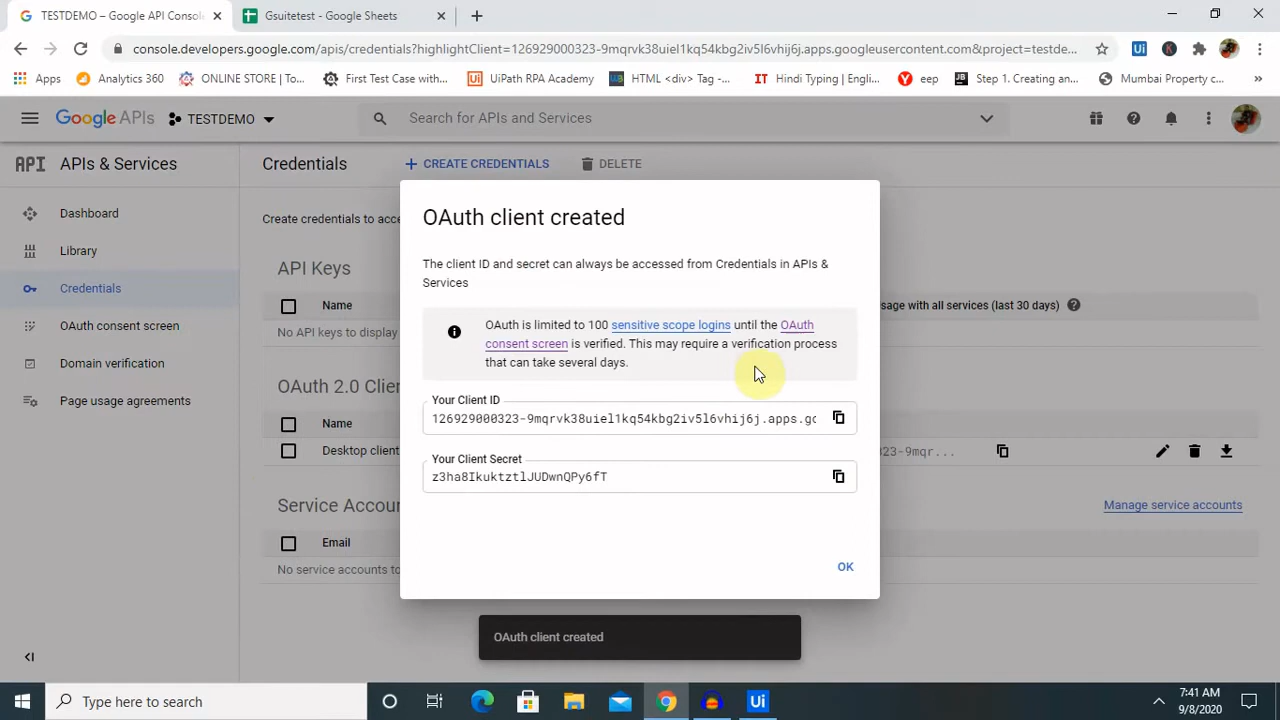 TESTDEMO – Google API Consol
Gsuitetest - Google Sheets
console.developers.google.com/apis/credentials?highlightClient=126929000323-9mqrvk38uiel1kq54kbg2iv5l6vhij6j.apps.googleusercontent.com&project=testde...
Apps
Analytics 360
ONLINE STORE | To...
First Test Case with...
UiPath RPA Academy
HTML <div> Tag -...
IT Hindi Typing | Engli...
eep
Step 1. Creating an...
Mumbai Property c...
Google APIs
TESTDEMO
Search for APIs and Services
API APIs & Services
Credentials
+ CREATE CREDENTIALS
DELETE
Dashboard
Library
Credentials
OAuth consent screen
Domain verification
Page usage agreements
Create credentials to acce
API Keys
Name
sage with all services (last 30 days)
No API keys to display
OAuth 2.0 Clien
Name
Desktop client
323-9mqr...
Service Accoun
Manage service accounts
Email
No service accounts to
OAuth client created
The client ID and secret can always be accessed from Credentials in APIs &
Services
OAuth is limited to 100 sensitive scope logins until the OAuth
consent screen is verified. This may require a verification process
that can take several days.
Your Client ID
126929000323-9mqrvk38uiel1kq54kbg2iv5l6vhij6j.apps.gc
Your Client Secret
z3ha8IkuktztlJUDwnQPy6fT
OK
OAuth client created
Type here to search
Ui
7:41 AM
9/8/2020